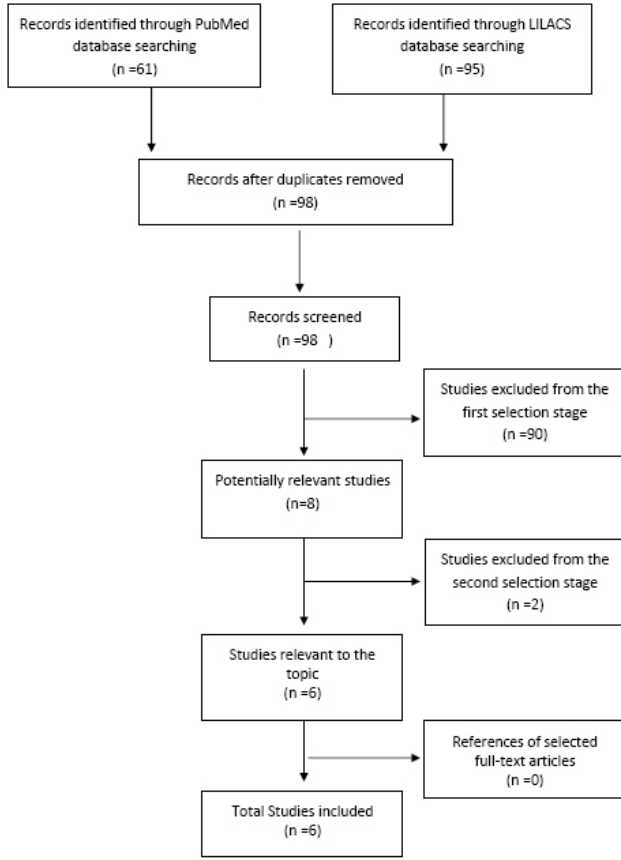 Records identified through PubMed
database searching
(n =61)
Records identified through LILACS
database searching
(n =95)
Records after duplicates removed
(n =98)
Records screened
(n =98 )
Studies excluded from the
first selection stage
(n =90)
Potentially relevant studies
(n=8)
Studies excluded from the
second selection stage
(n =2)
Studies relevant to the
topic
(n =6)
References of selected
full-text articles
(n =0)
Total Studies included
(n =6)